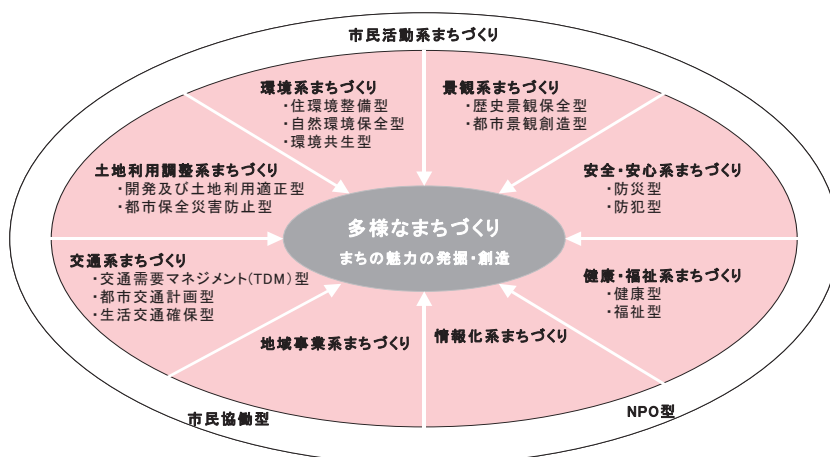 市民活動系まちづくり
環境系まちづくり
・住環境整備型
・自然環境保全型
・環境共生型
景観系まちづくり
・歴史景観保全型
・都市景観創造型
土地利用調整系まちづくり
・開発及び土地利用適正型
・都市保全災害防止型
安全・安心系まちづくり
・防災型
・防犯型
多様なまちづくり
まちの魅力の発掘・創造
交通系まちづくり
・交通需要マネジメント(TDM)型
・都市交通計画型
・生活交通確保型
健康・福祉系まちづくり
・健康型
・福祉型
地域事業系まちづくり
情報化系まちづくり
市民協働型
NPO型